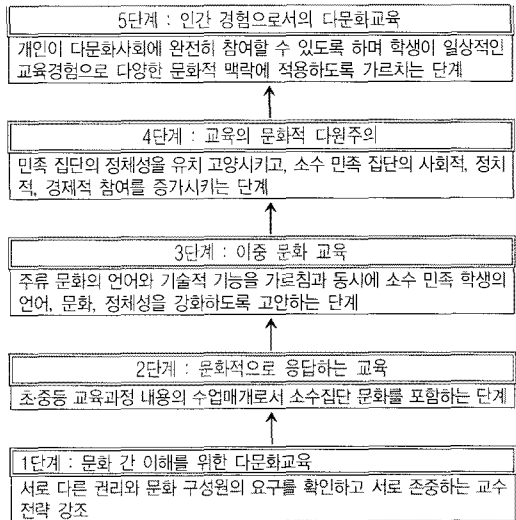 5단계 : 인간 경험으로서의 다문화교육
개인이 다문화사회에 완전히 참여할 수 있도록 하며 학생이 일상적인
교육경험으로 다양한 문화적 맥락에 적용하도록 가르치는 단계
4단계 : 교육의 문화적 다원주의
민족 집단의 정체성을 유치 고양시키고, 소수 민족 집단의 사회적, 정치
적, 경제적 참여를 증가시키는 단계
3단계 : 이중 문화 교육
주류 문화의 언어와 기술적 기능을 가르침과 동시에 소수 민족 학생의
언어, 문화, 정체성을 강화하도록 고안하는 단계
2단계 : 문화적으로 응답하는 교육
초·중등 교육과정 내용의 수업매개로서 소수집단 문화를 포함하는 단계
1단계 : 문화 간 이해를 위한 다문화교육
서로 다른 권리와 문화 구성원의 요구를 확인하고 서로 존중하는 교수
전략 강조